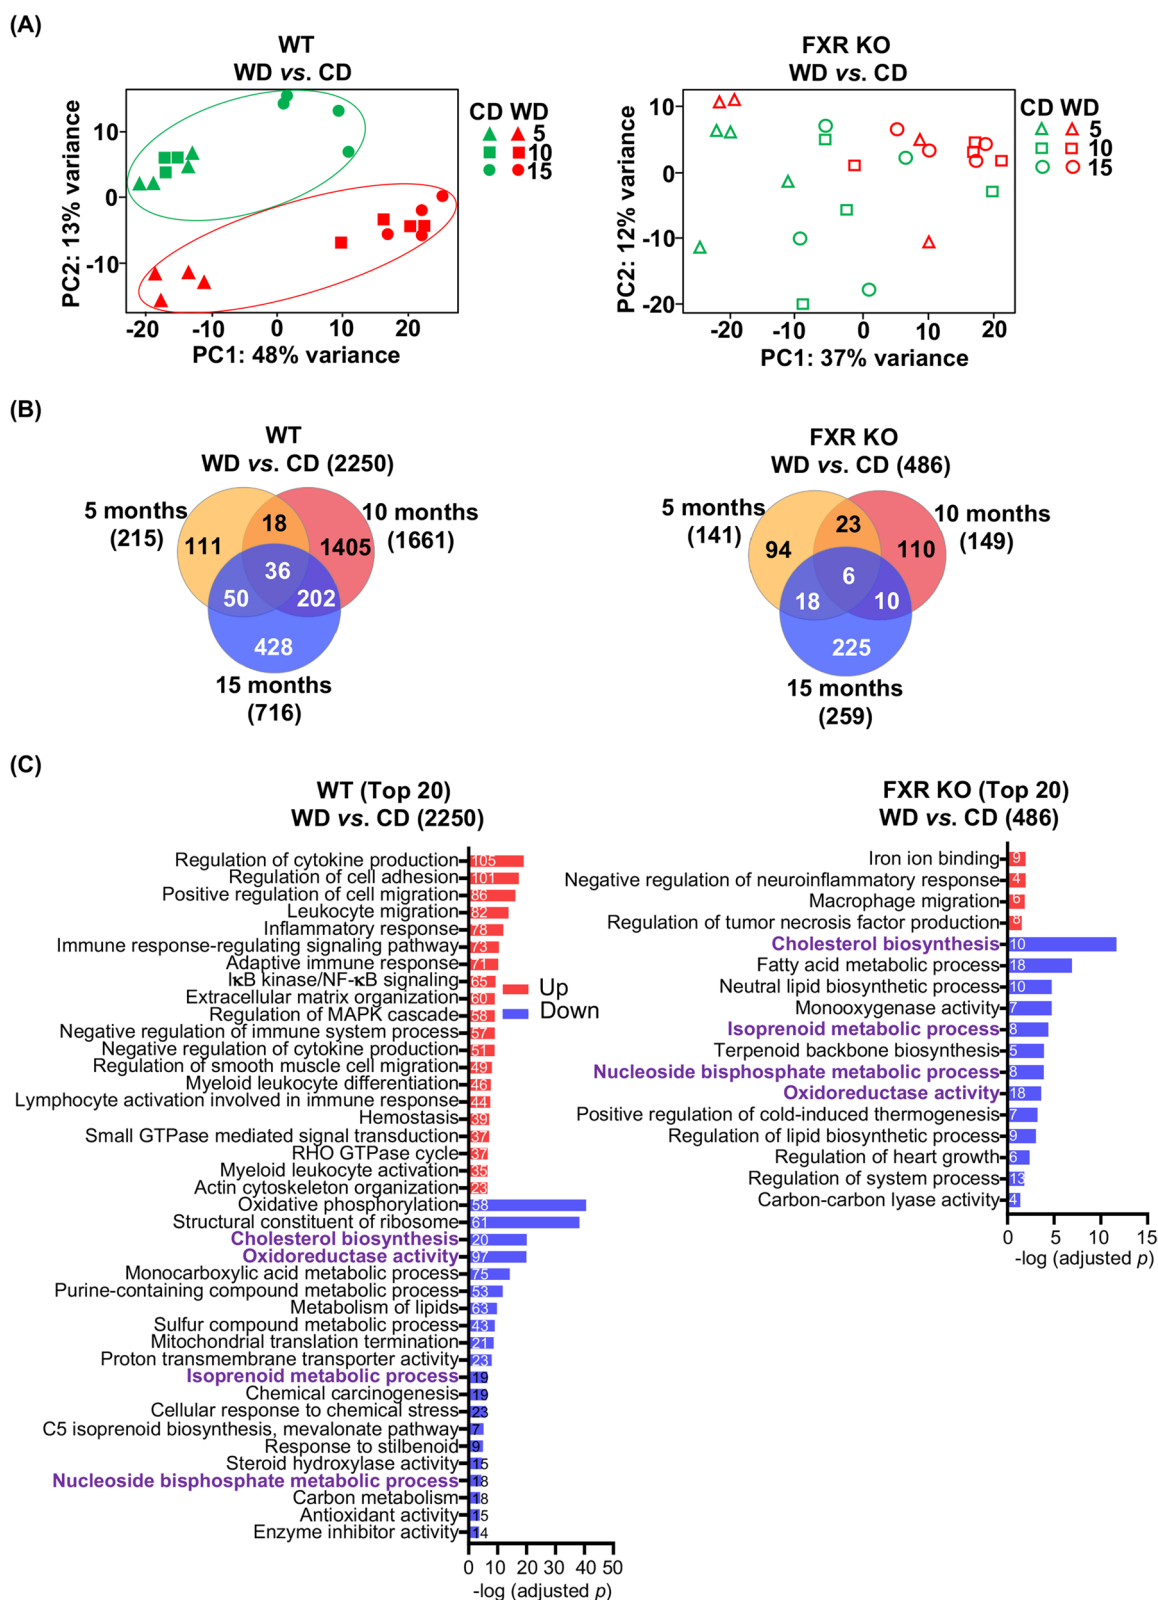 (A)
WT
WD vs. CD
CD WD
5
10
15
10
0
-10
PC2: 13% variance
-20 -10 0 10 20
PC1: 48% variance
FXR KO
WD vs. CD
CD WD
5
10
15
10
0
-10
-20
PC2: 12% variance
-20 -10 0 10 20
PC1: 37% variance
(B)
WT
WD vs. CD (2250)
5 months
(215)
10 months
(1661)
18
111
1405
36
50
202
428
15 months
(716)
FXR KO
WD vs. CD (486)
5 months
(141)
10 months
(149)
23
94
110
6
18
10
225
15 months
(259)
(C)
WT (Top 20)
WD vs. CD (2250)
Regulation of cytokine production 105
Regulation of cell adhesion 101
Positive regulation of cell migration 86
Leukocyte migration 82
Inflammatory response 78
Immune response-regulating signaling pathway 73
Adaptive immune response 71
IκB kinase/NF-κB signaling 65
Extracellular matrix organization 60
Regulation of MAPK cascade 58
Negative regulation of immune system process 57
Negative regulation of cytokine production 51
Regulation of smooth muscle cell migration 49
Myeloid leukocyte differentiation 46
Lymphocyte activation involved in immune response 44
Hemostasis 39
Small GTPase mediated signal transduction 37
RHO GTPase cycle 37
Myeloid leukocyte activation 35
Actin cytoskeleton organization 23
Oxidative phosphorylation 58
Structural constituent of ribosome 61
Cholesterol biosynthesis 20
Oxidoreductase activity 97
Monocarboxylic acid metabolic process 75
Purine-containing compound metabolic process 53
Metabolism of lipids 63
Sulfur compound metabolic process 43
Mitochondrial translation termination 21
Proton transmembrane transporter activity 23
Isoprenoid metabolic process 19
Chemical carcinogenesis 19
Cellular response to chemical stress 23
C5 isoprenoid biosynthesis, mevalonate pathway 7
Response to stilbenoid 9
Steroid hydroxylase activity 15
Nucleoside bisphosphate metabolic process 18
Carbon metabolism 18
Antioxidant activity 15
Enzyme inhibitor activity 14
0 10 20 30 40 50
-log (adjusted p)
Up
Down
FXR KO (Top 20)
WD vs. CD (486)
Iron ion binding 9
Negative regulation of neuroinflammatory response 4
Macrophage migration 6
Regulation of tumor necrosis factor production 8
Cholesterol biosynthesis 10
Fatty acid metabolic process 18
Neutral lipid biosynthetic process 10
Monooxygenase activity 7
Isoprenoid metabolic process 8
Terpenoid backbone biosynthesis 5
Nucleoside bisphosphate metabolic process 8
Oxidoreductase activity 18
Positive regulation of cold-induced thermogenesis 7
Regulation of lipid biosynthetic process 9
Regulation of heart growth 6
Regulation of system process 13
Carbon-carbon lyase activity 4
0 5 10 15
-log (adjusted p)